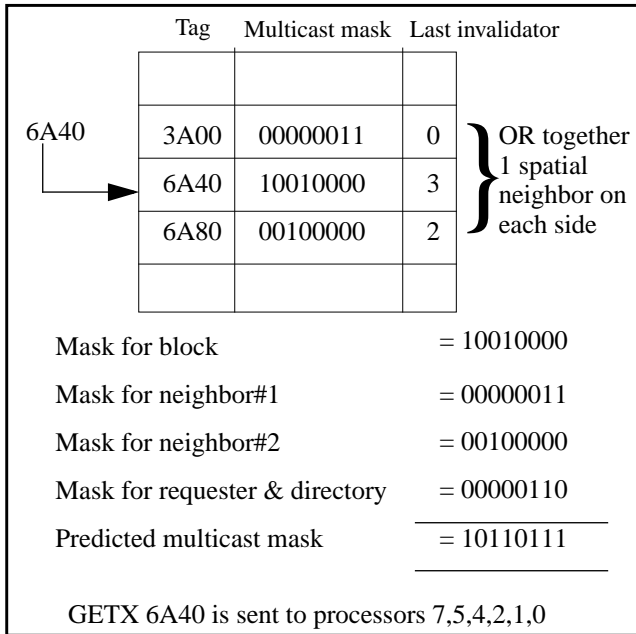 Tag Multicast mask Last invalidator
6A40
3A00 00000011 0
6A40 10010000 3
6A80 00100000 2
} OR together
1 spatial
neighbor on
each side
Mask for block = 10010000
Mask for neighbor#1 = 00000011
Mask for neighbor#2 = 00100000
Mask for requester & directory = 00000110
Predicted multicast mask = 10110111
GETX 6A40 is sent to processors 7,5,4,2,1,0